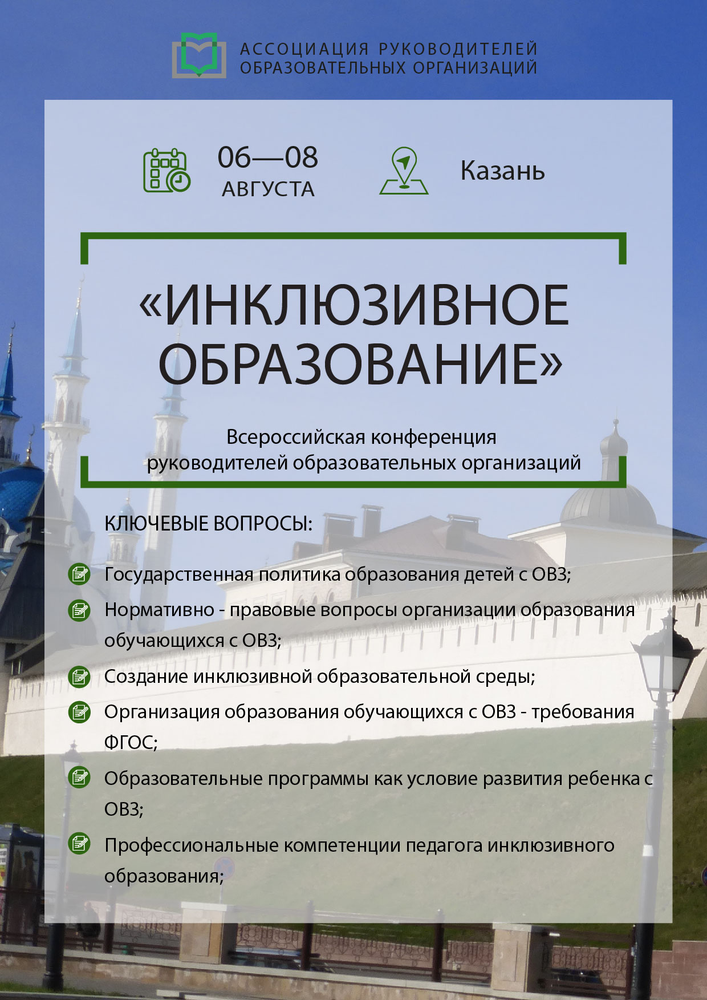 АССОЦИАЦИЯ РУКОВОДИТЕЛЕЙ
ОБРАЗОВАТЕЛЬНЫХ ОРГАНИЗАЦИЙ
06—08
АВГУСТА
Казань
«ИНКЛЮЗИВНОЕ
ОБРАЗОВАНИЕ»
Всероссийская конференция
руководителей образовательных организаций
КЛЮЧЕВЫЕ ВОПРОСЫ:
Государственная политика образования детей с ОВЗ;
Нормативно - правовые вопросы организации образования
обучающихся с ОВЗ;
Создание инклюзивной образовательной среды;
Организация образования обучающихся с ОВЗ - требования
ФГОС;
Образовательные программы как условие развития ребенка с
ОВЗ;
Профессиональные компетенции педагога инклюзивного
образования;